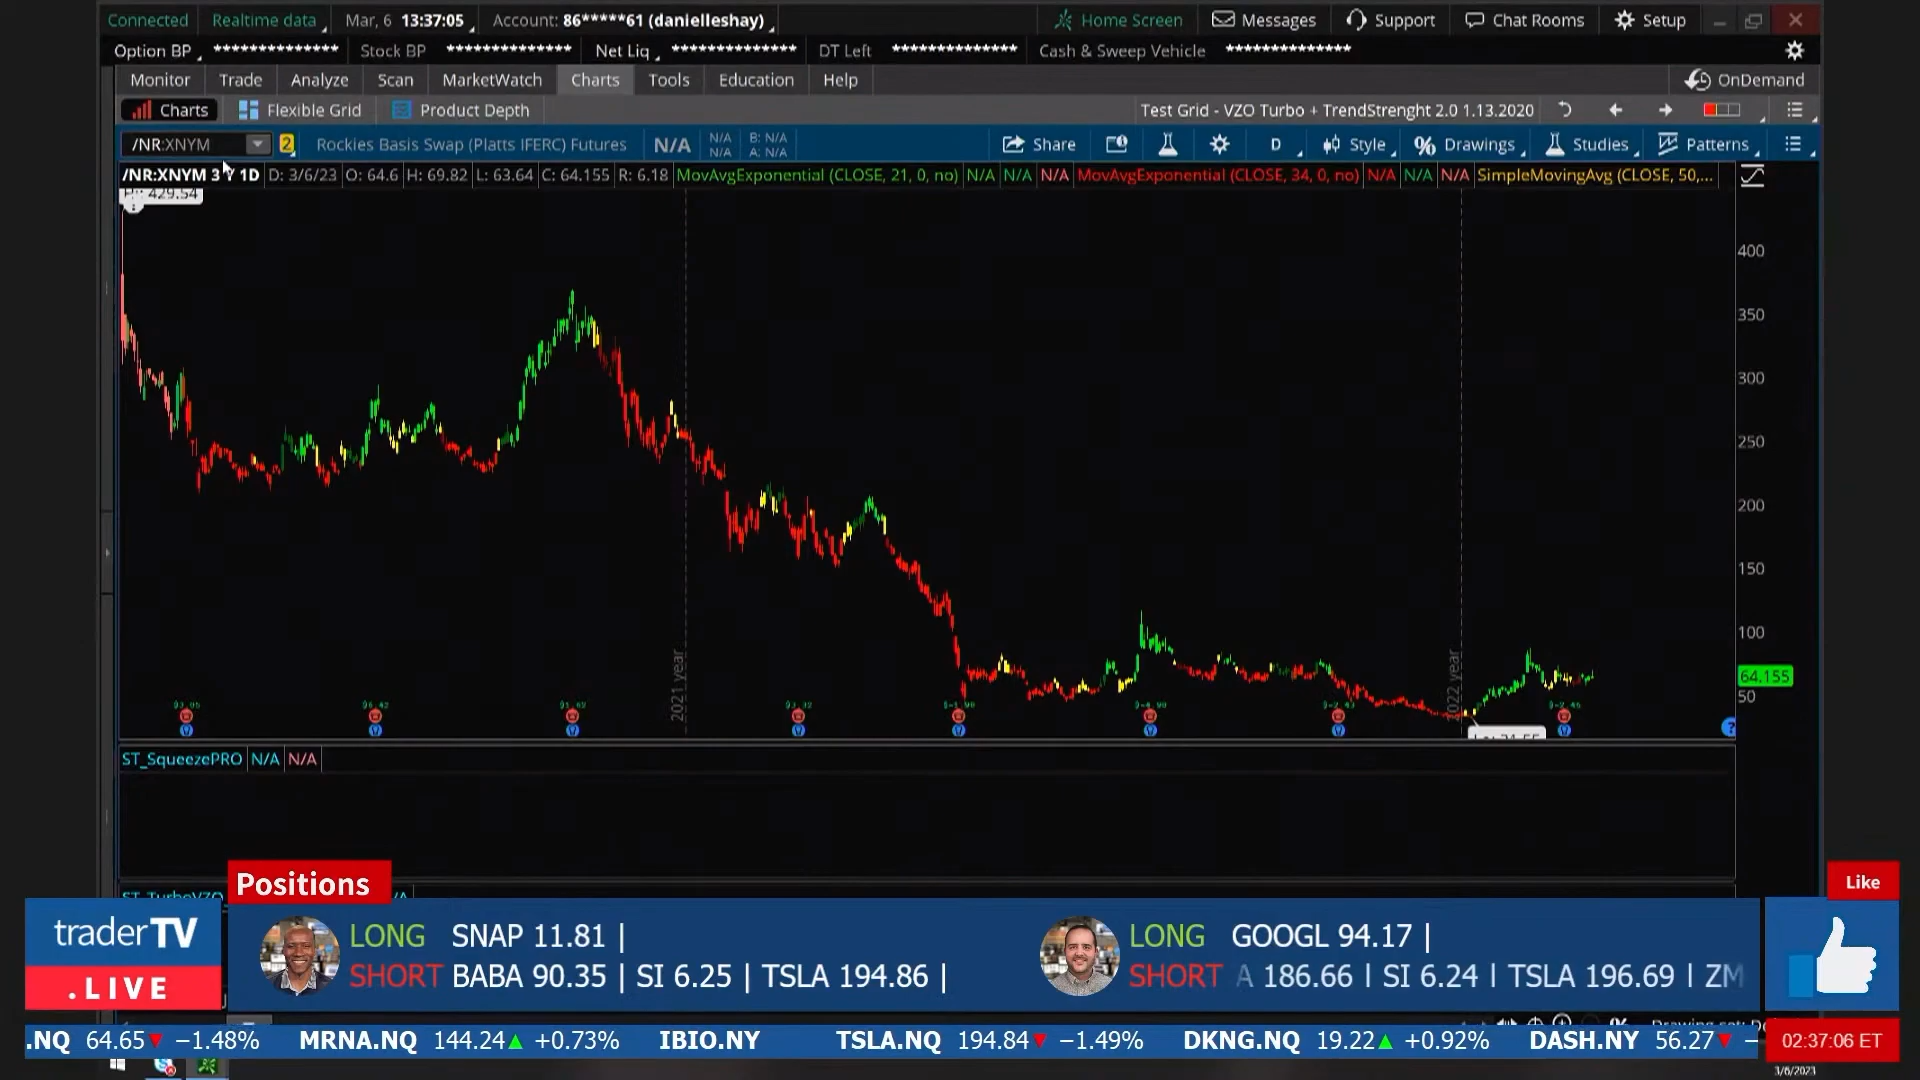 Connected Realtime data Mar, 6 13:37:05 Account: 86*****61 (danielleshay) Home Screen Messages Support Chat Rooms Setup
Option BP ************** Stock BP ************** Net Liq ************** DT Left ************** Cash & Sweep Vehicle **************
Monitor Trade Analyze Scan MarketWatch Charts Tools Education Help OnDemand
Charts Flexible Grid Product Depth Test Grid - VZO Turbo + TrendStrenght 2.0 1.13.2020
/NR:XNYM 2 Rockies Basis Swap (Platts IFERC) Futures N/A N/A N/A B: N/A A: N/A Share D Style Drawings Studies Patterns
/NR:XNYM 3 Y 1D D: 3/6/23 O: 64.6 H: 69.82 L: 63.64 C: 64.155 R: 6.18 MovAvgExponential (CLOSE, 21, 0, no) N/A N/A N/A MovAvgExponential (CLOSE, 34, 0, no) N/A N/A N/A SimpleMovingAvg (CLOSE, 50,...
400
350
300
250
200
150
100
64.155
50
2021 year
2022 year
ST_SqueezePRO N/A N/A
ST_TurboVZO
Positions
Like
traderTV
.LIVE
LONG SNAP 11.81 |
SHORT BABA 90.35 | SI 6.25 | TSLA 194.86 |
LONG GOOGL 94.17 |
SHORT A 186.66 | SI 6.24 | TSLA 196.69 | ZM
.NQ 64.65 −1.48% MRNA.NQ 144.24 +0.73% IBIO.NY TSLA.NQ 194.84 −1.49% DKNG.NQ 19.22 +0.92% DASH.NY 56.27 −
02:37:06 ET
3/6/2023